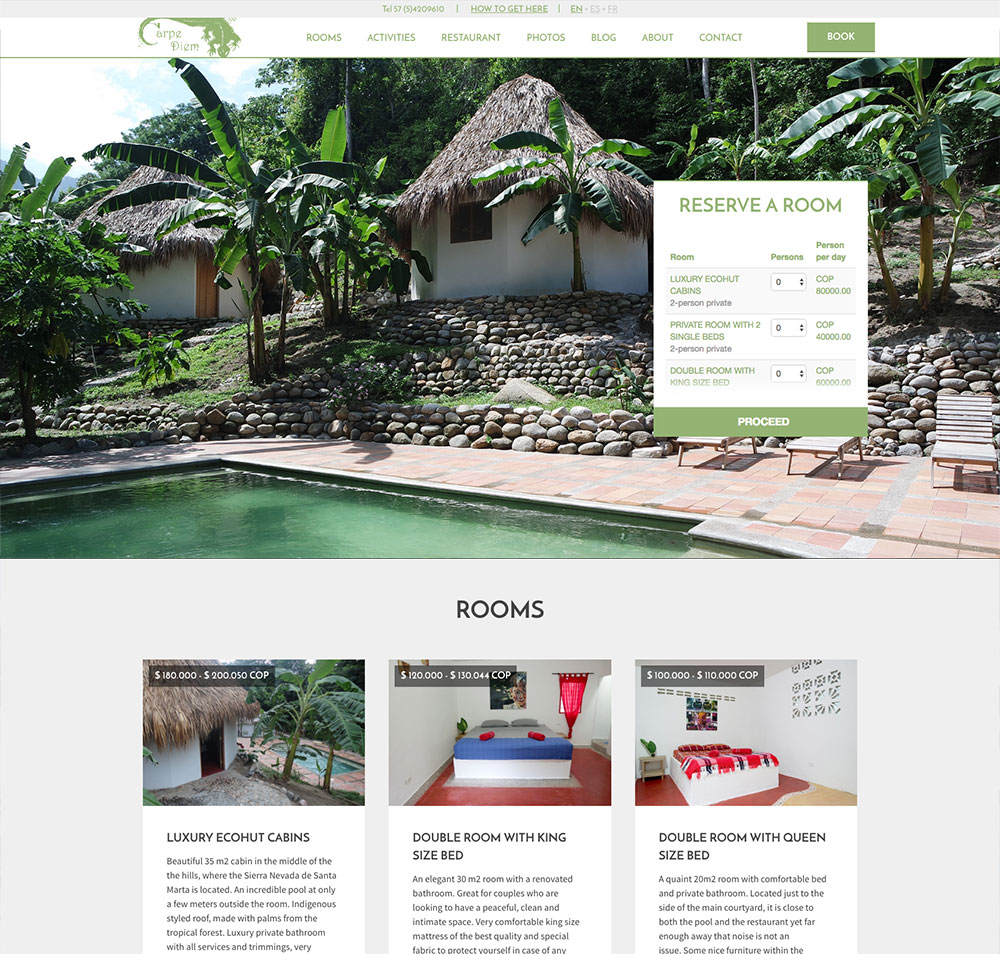 Tel 57 (5)4209610 | HOW TO GET HERE | EN • ES • FR
Carpe
Diem
ROOMS ACTIVITIES RESTAURANT PHOTOS BLOG ABOUT CONTACT BOOK
RESERVE A ROOM
Room Persons Person per day
LUXURY ECOHUT CABINS
2-person private
0
COP 80000.00
PRIVATE ROOM WITH 2 SINGLE BEDS
2-person private
0
COP 40000.00
DOUBLE ROOM WITH KING SIZE BED
0
COP 60000.00
PROCEED
ROOMS
$ 180.000 - $ 200.050 COP
LUXURY ECOHUT CABINS
Beautiful 35 m2 cabin in the middle of the
the hills, where the Sierra Nevada de Santa
Marta is located. An incredible pool at only
a few meters outside the room. Indigenous
styled roof, made with palms from the
tropical forest. Luxury private bathroom
with all services and trimmings, very
$ 120.000 - $ 130.044 COP
DOUBLE ROOM WITH KING
SIZE BED
An elegant 30 m2 room with a renovated
bathroom. Great for couples who are
looking to have a peaceful, clean and
intimate space. Very comfortable king size
mattress of the best quality and special
fabric to protect yourself in case of any
$ 100.000 - $ 110.000 COP
DOUBLE ROOM WITH QUEEN
SIZE BED
A quaint 20m2 room with comfortable bed
and private bathroom. Located just to the
side of the main courtyard, it is close to
both the pool and the restaurant yet far
enough away that noise is not an
issue. Some nice furniture within the